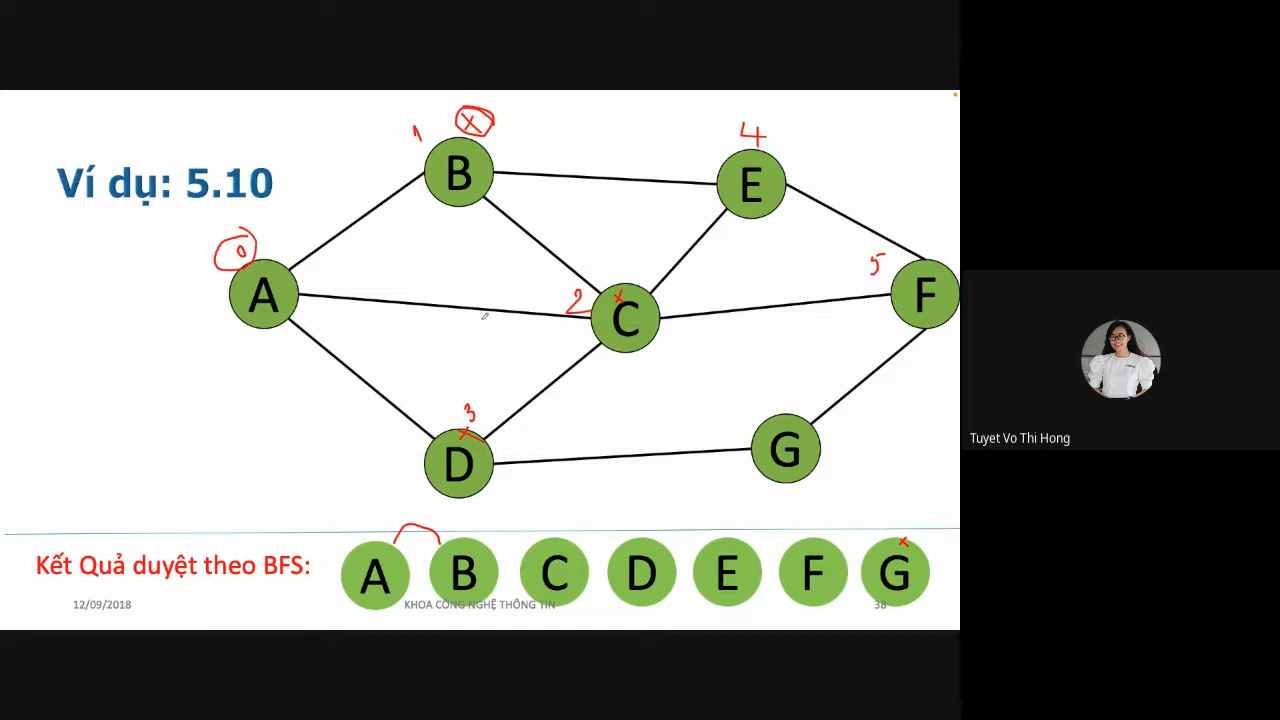 1
B
4
E
Ví dụ: 5.10
0
A
5
F
2
C
3
D
G
Tuyet Vo Thi Hong
Kết Quả duyệt theo BFS: A B C D E F G
12/09/2018 KHOA CÔNG NGHỆ THÔNG TIN 38